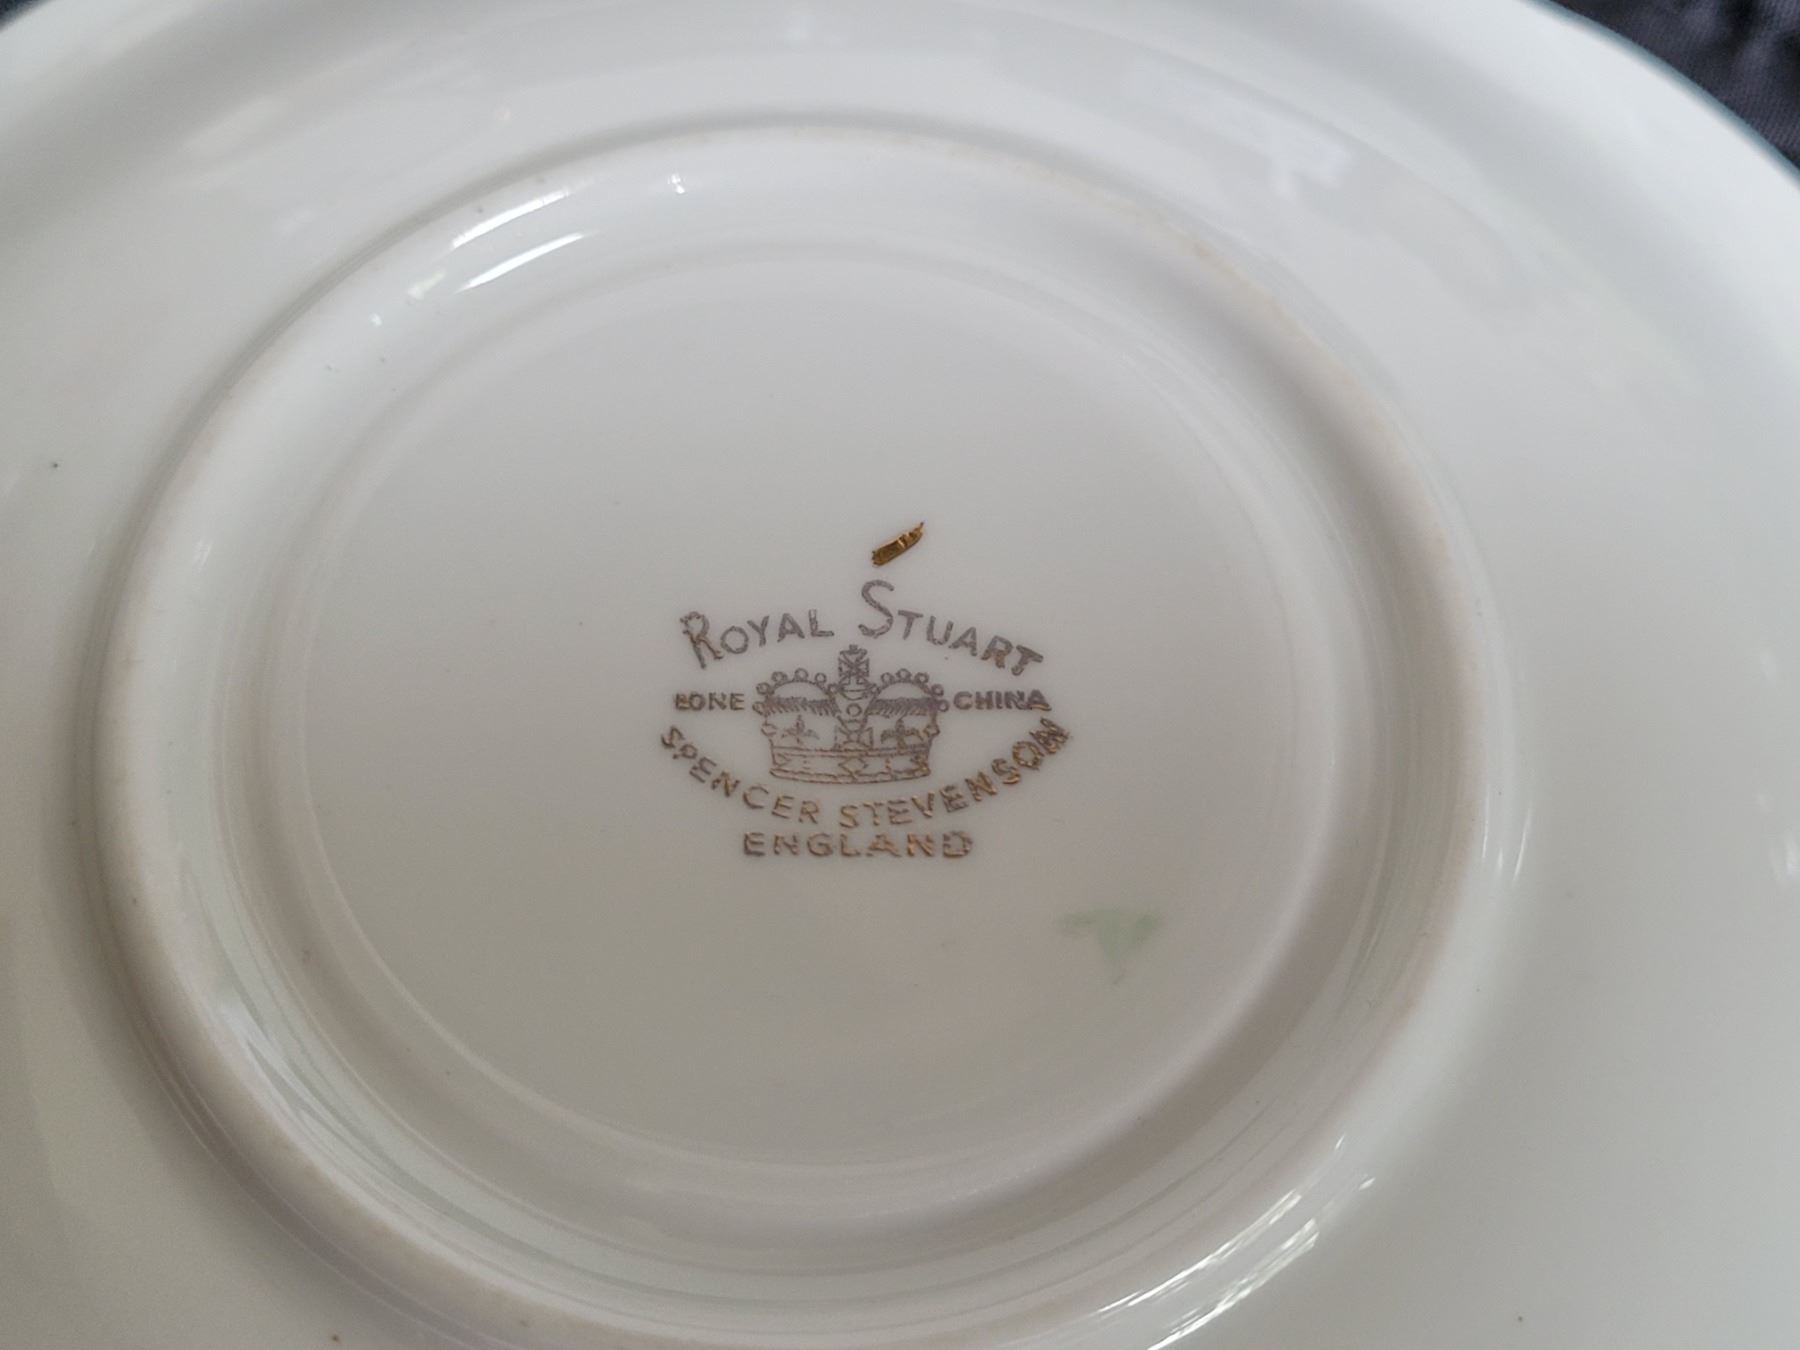 ROYAL STUART
BONE CHINA
SPENCER STEVENSON
ENGLAND